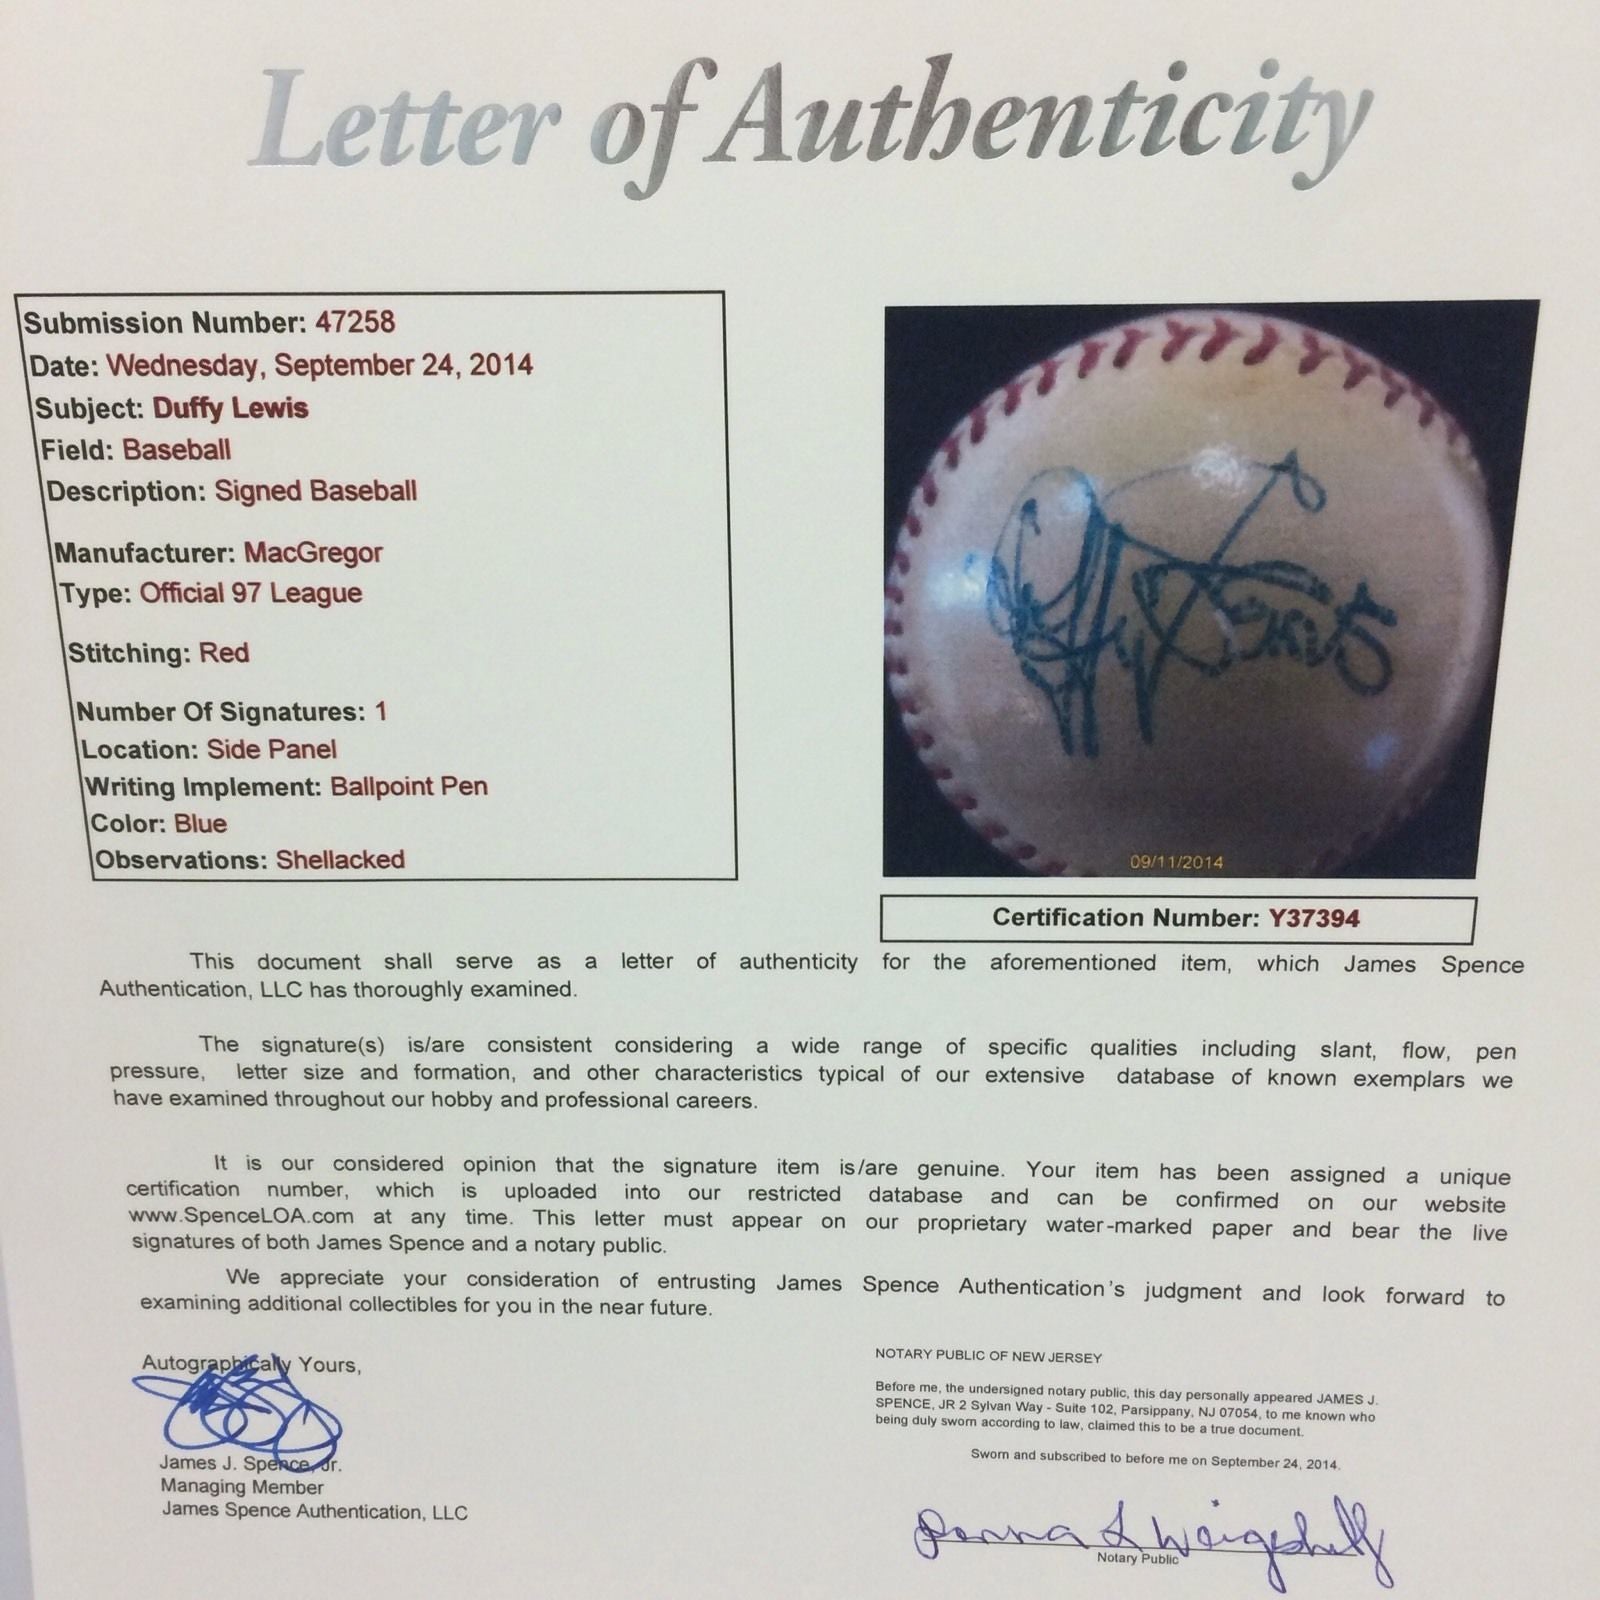 Letter of Authenticity
Submission Number: 47258
Date: Wednesday, September 24, 2014
Subject: Duffy Lewis
Field: Baseball
Description: Signed Baseball
Manufacturer: MacGregor
Type: Official 97 League
Stitching: Red
Number Of Signatures: 1
Location: Side Panel
Writing Implement: Ballpoint Pen
Color: Blue
Observations: Shellacked
Duffy Lewis
09/11/2014
Certification Number: Y37394
This document shall serve as a letter of authenticity for the aforementioned item, which James Spence
Authentication, LLC has thoroughly examined.
The signature(s) is/are consistent considering a wide range of specific qualities including slant, flow, pen
pressure, letter size and formation, and other characteristics typical of our extensive database of known exemplars we
have examined throughout our hobby and professional careers.
It is our considered opinion that the signature item is/are genuine. Your item has been assigned a unique
certification number, which is uploaded into our restricted database and can be confirmed on our website
www.SpenceLOA.com at any time. This letter must appear on our proprietary water-marked paper and bear the live
signatures of both James Spence and a notary public.
We appreciate your consideration of entrusting James Spence Authentication's judgment and look forward to
examining additional collectibles for you in the near future.
Autographically Yours,
James J. Spence, Jr.
Managing Member
James Spence Authentication, LLC
NOTARY PUBLIC OF NEW JERSEY
Before me, the undersigned notary public, this day personally appeared JAMES J.
SPENCE, JR 2 Sylvan Way - Suite 102, Parsippany, NJ 07054, to me known who
being duly sworn according to law, claimed this to be a true document.
Sworn and subscribed to before me on September 24, 2014.
Donna L
Notary Public